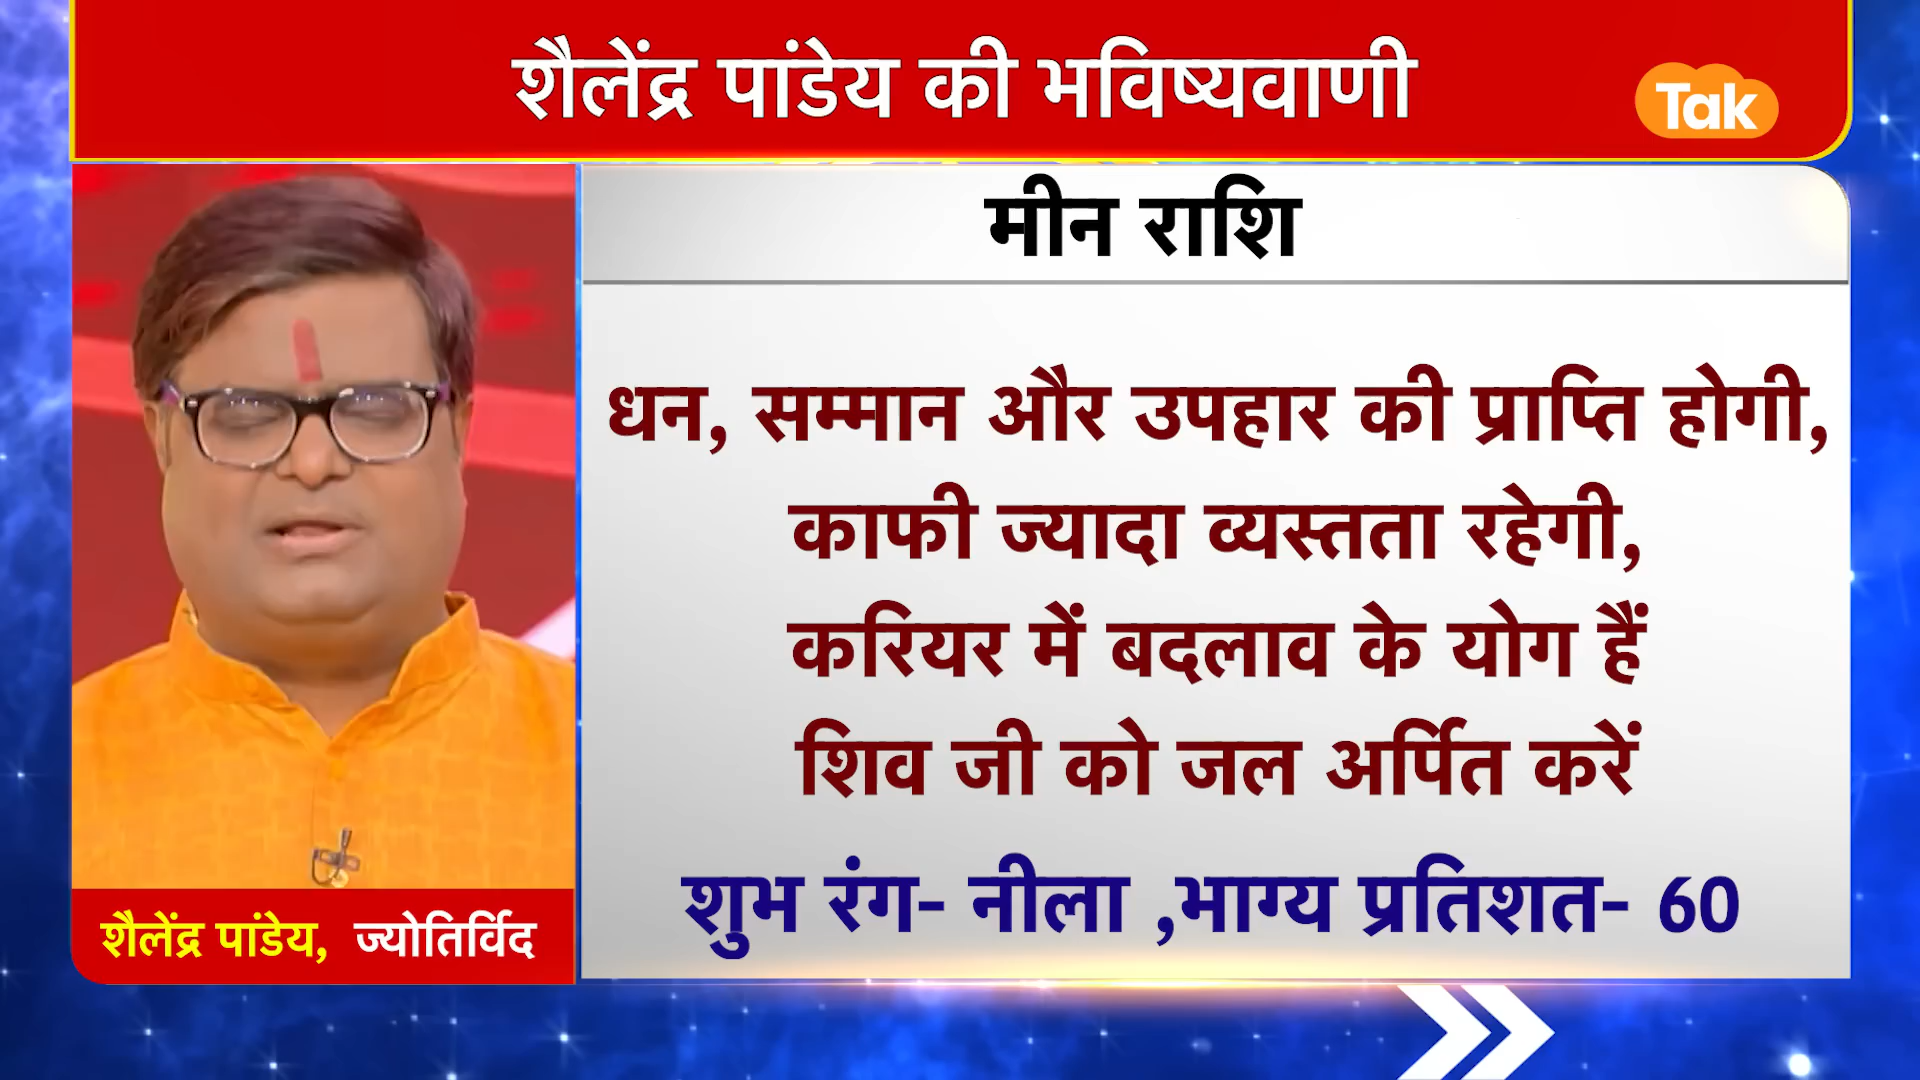 शैलेंद्र पांडेय की भविष्यवाणी
Tak
मीन राशि
धन, सम्मान और उपहार की प्राप्ति होगी,
काफी ज्यादा व्यस्तता रहेगी,
करियर में बदलाव के योग हैं
शिव जी को जल अर्पित करें
शुभ रंग- नीला ,भाग्य प्रतिशत- 60
शैलेंद्र पांडेय, ज्योतिर्विद